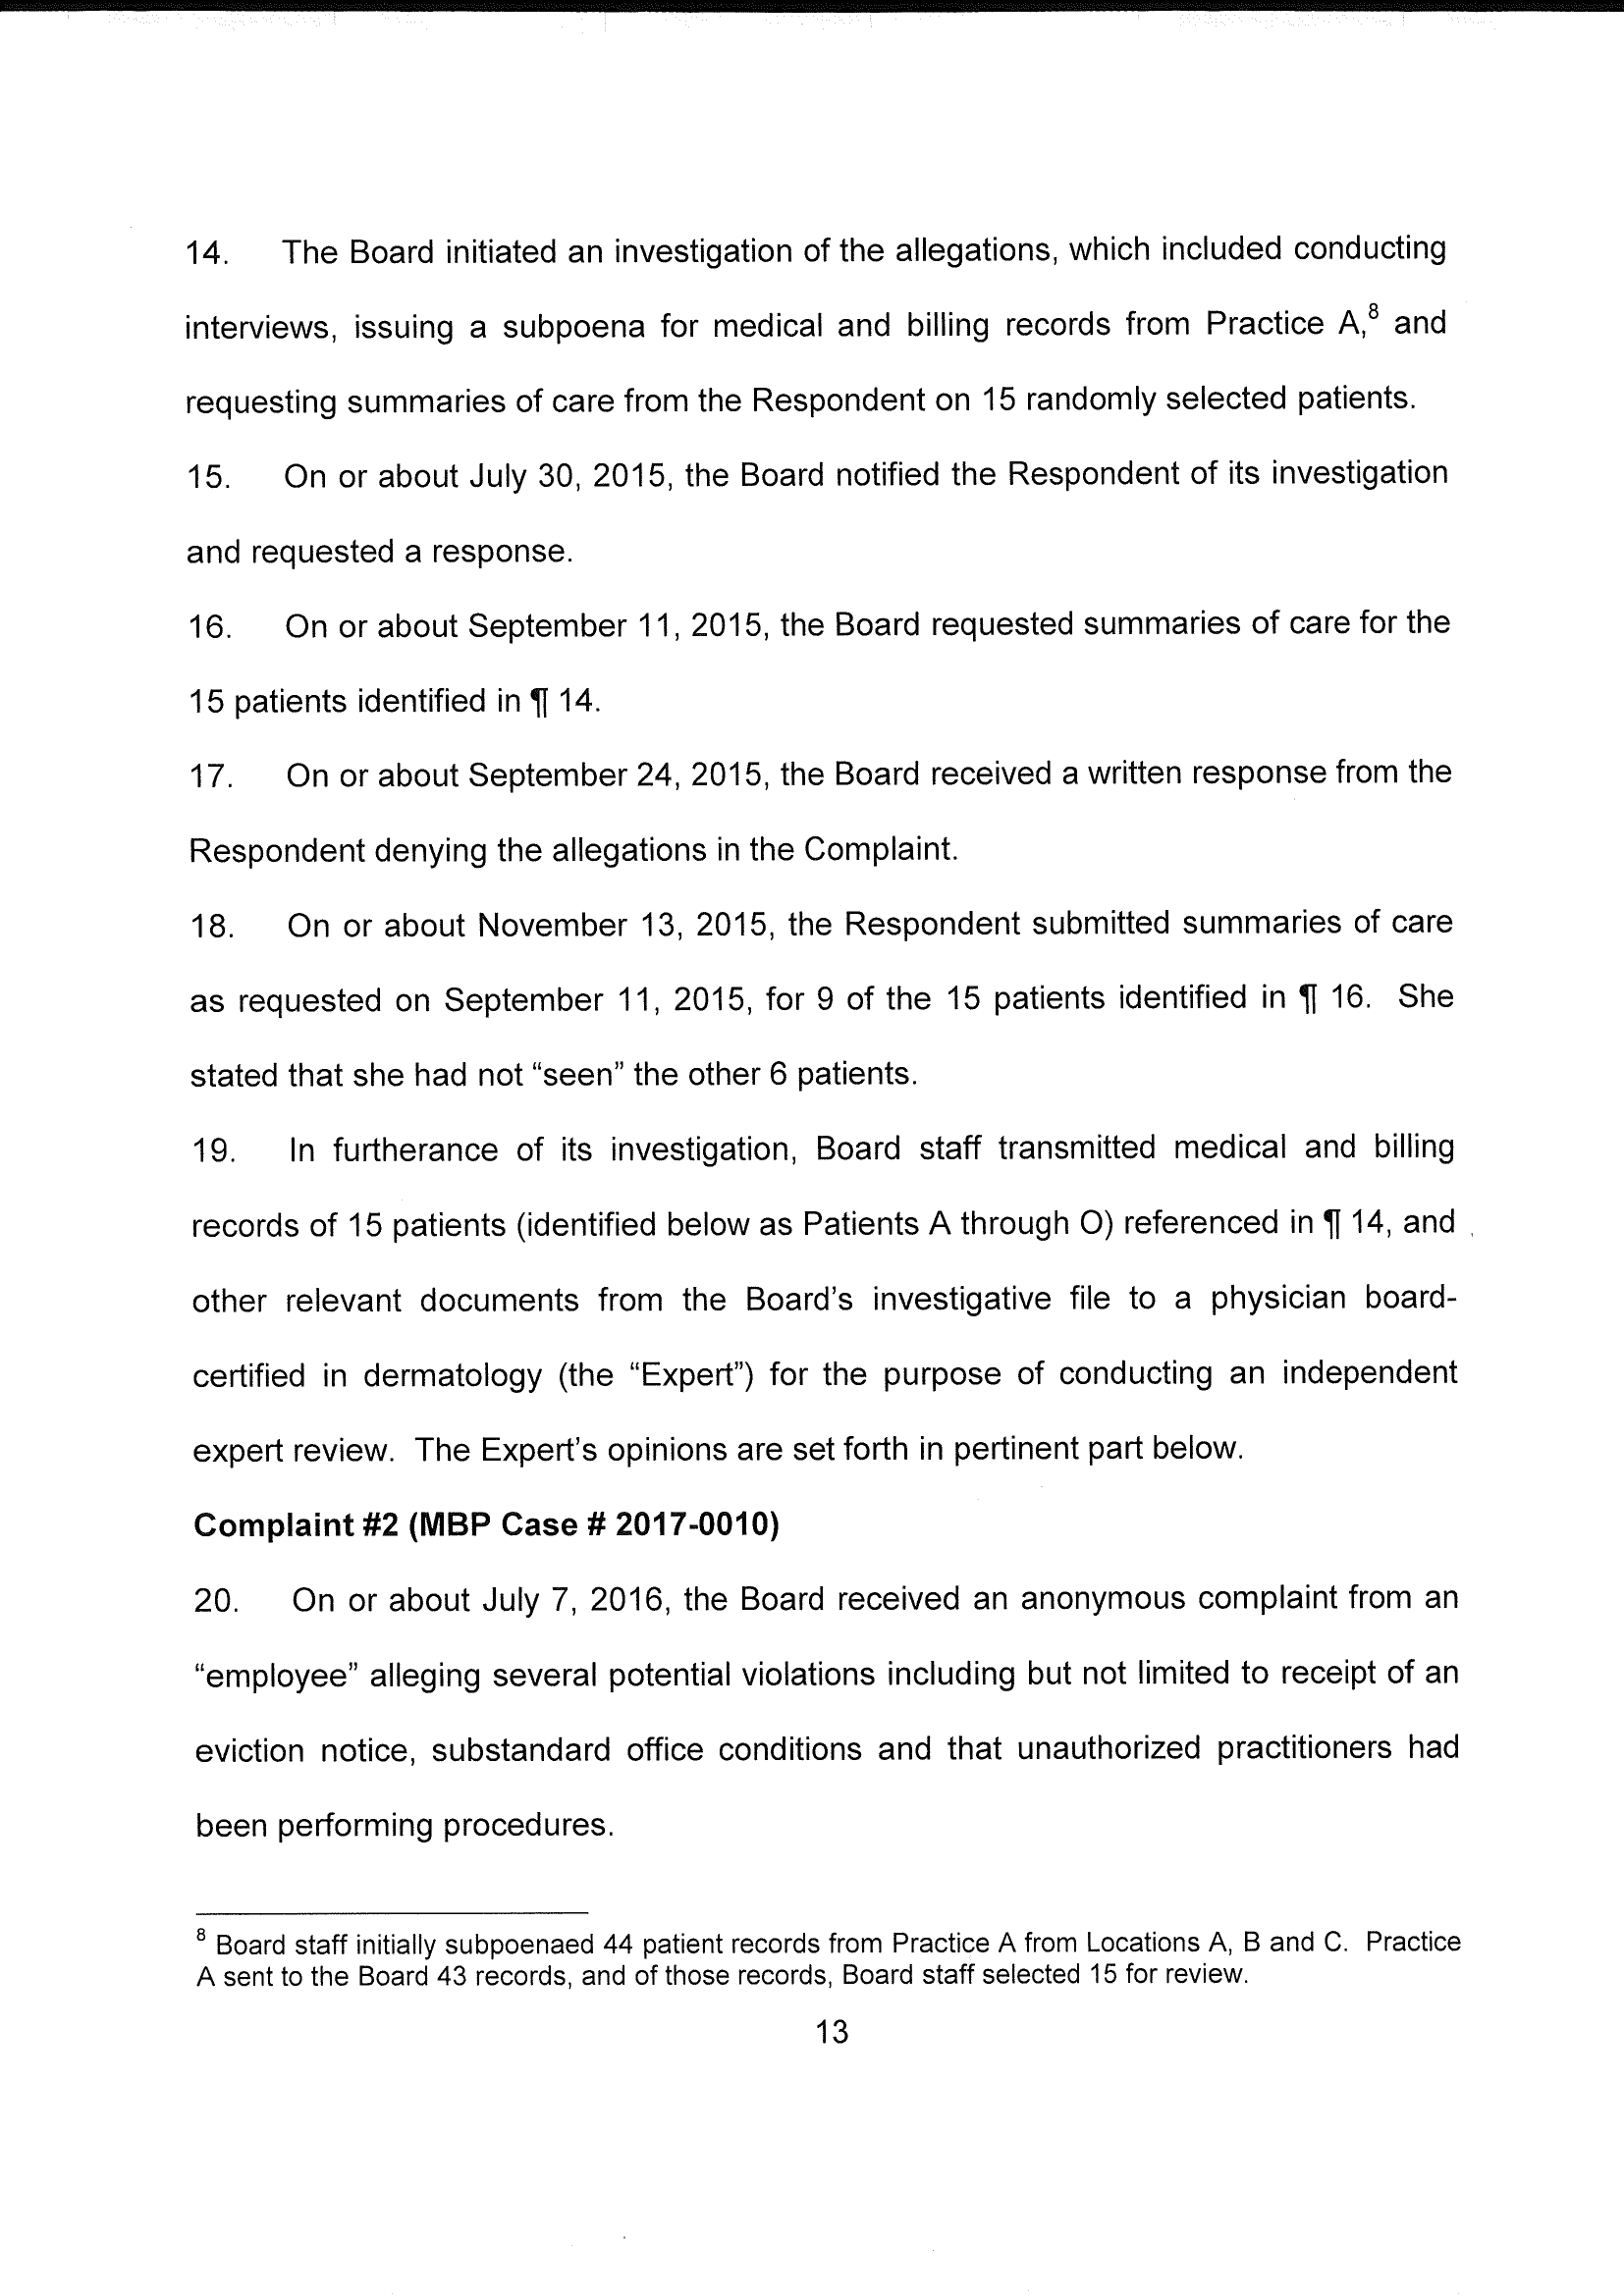 14. The Board initiated an investigation of the allegations, which included conducting
interviews, issuing a subpoena for medical and billing records from Practice A,⁸ and
requesting summaries of care from the Respondent on 15 randomly selected patients.
15. On or about July 30, 2015, the Board notified the Respondent of its investigation
and requested a response.
16. On or about September 11, 2015, the Board requested summaries of care for the
15 patients identified in ¶ 14.
17. On or about September 24, 2015, the Board received a written response from the
Respondent denying the allegations in the Complaint.
18. On or about November 13, 2015, the Respondent submitted summaries of care
as requested on September 11, 2015, for 9 of the 15 patients identified in ¶ 16. She
stated that she had not “seen” the other 6 patients.
19. In furtherance of its investigation, Board staff transmitted medical and billing
records of 15 patients (identified below as Patients A through O) referenced in ¶ 14, and
other relevant documents from the Board’s investigative file to a physician board-
certified in dermatology (the “Expert”) for the purpose of conducting an independent
expert review. The Expert’s opinions are set forth in pertinent part below.
Complaint #2 (MBP Case # 2017-0010)
20. On or about July 7, 2016, the Board received an anonymous complaint from an
“employee” alleging several potential violations including but not limited to receipt of an
eviction notice, substandard office conditions and that unauthorized practitioners had
been performing procedures.
⁸ Board staff initially subpoenaed 44 patient records from Practice A from Locations A, B and C. Practice
A sent to the Board 43 records, and of those records, Board staff selected 15 for review.
13